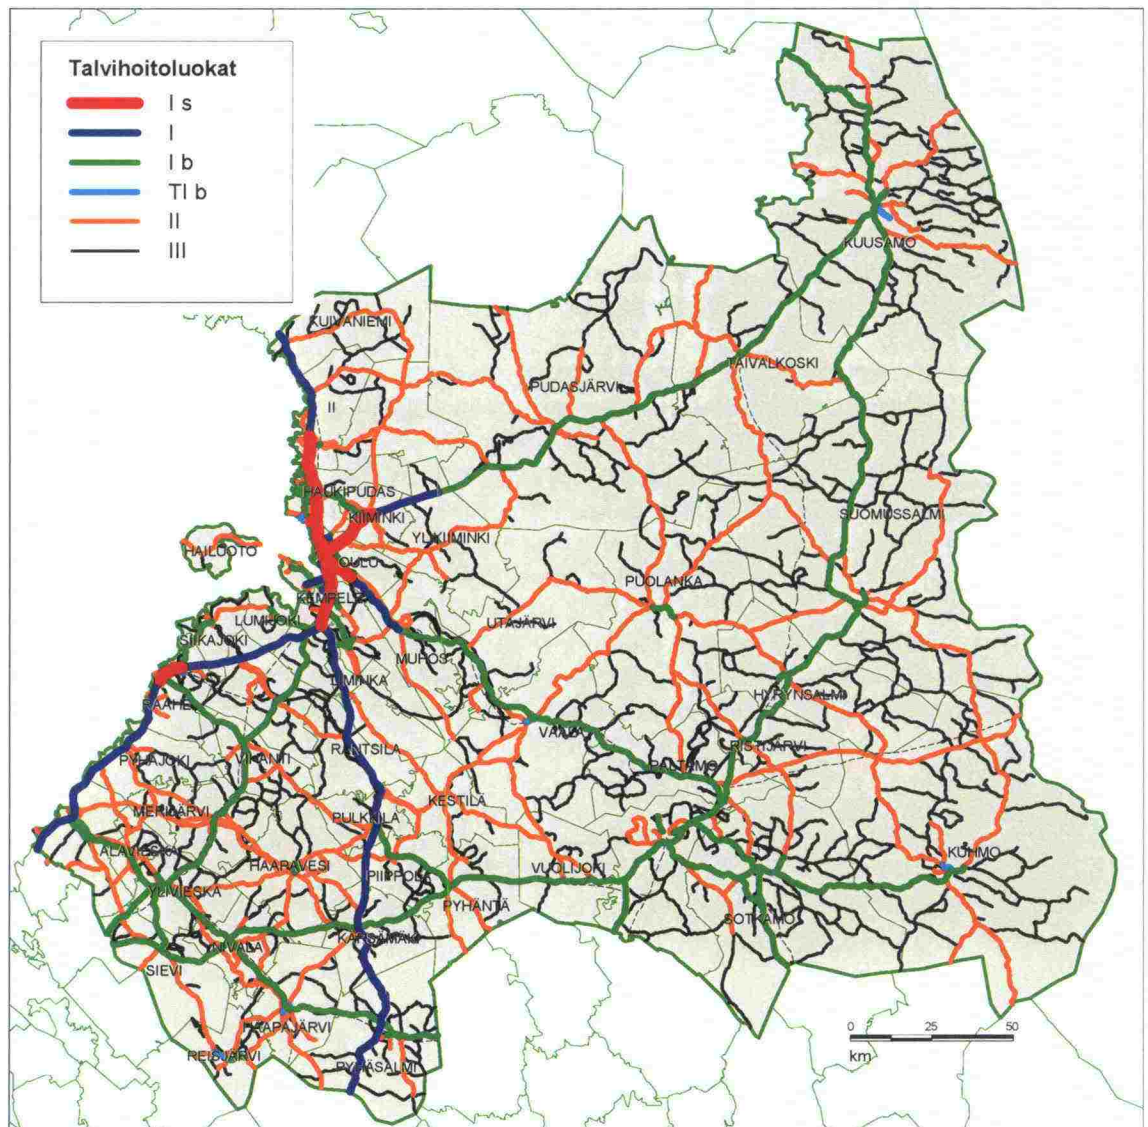 Talvihoitoluokat
I s
I
I b
TI b
II
III
KUUSAMO
KUIVANIEMI
TAIVALKOSKI
PUDASJÄRVI
II
HAUKIPUDAS
SUOMUSSALMI
KIIMINKI
YLIKIIMINKI
HAILUOTO
OULU
PUOLANKA
KEMPELE
LUMIJOKI
UTAJÄRVI
SIIKAJOKI
MUHOS
LIMINKA
HYRYNSALMI
RAAHE
VAALA
RISTIJÄRVI
RANTSILA
PYHÄJOKI
VIHANTI
PALTAMO
KESTILÄ
MERIJÄRVI
PULKKILA
ALAVIESKA
KUHMO
HAAPAVESI
VUOLIJOKI
PIIPPOLA
YLIVIESKA
PYHÄNTÄ
SOTKAMO
KÄRSÄMÄKI
NIVALA
SIEVI
HAAPAJÄRVI
REISJÄRVI
PYHÄSALMI
0 25 50
km